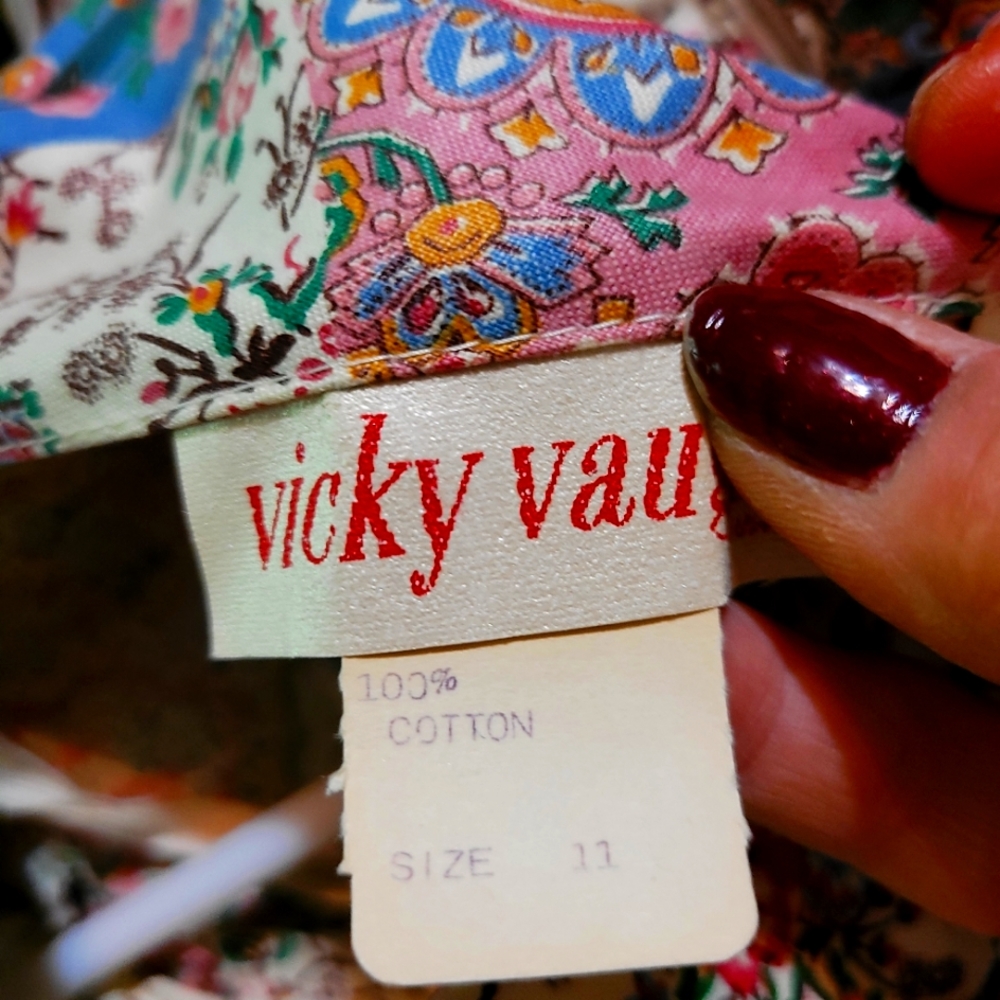 vicky vau
100%
COTTON
SIZE 11